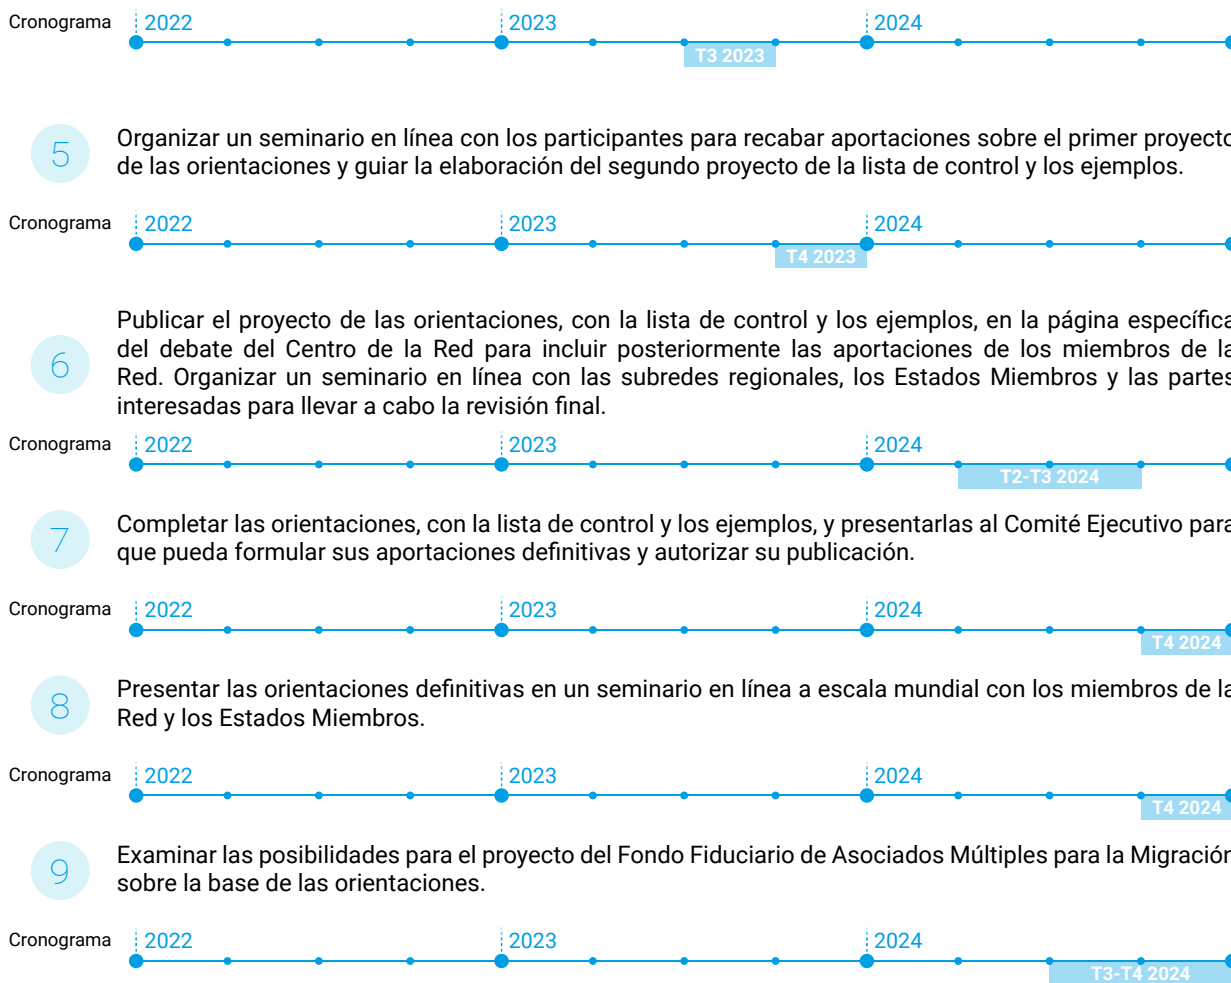 Cronograma 2022 2023 2024
T3 2023
5 Organizar un seminario en línea con los participantes para recabar aportaciones sobre el primer proyecto
de las orientaciones y guiar la elaboración del segundo proyecto de la lista de control y los ejemplos.
Cronograma 2022 2023 2024
T4 2023
Publicar el proyecto de las orientaciones, con la lista de control y los ejemplos, en la página específica
del debate del Centro de la Red para incluir posteriormente las aportaciones de los miembros de la
6 Red. Organizar un seminario en línea con las subredes regionales, los Estados Miembros y las partes
interesadas para llevar a cabo la revisión final.
Cronograma 2022 2023 2024
T2-T3 2024
7 Completar las orientaciones, con la lista de control y los ejemplos, y presentarlas al Comité Ejecutivo para
que pueda formular sus aportaciones definitivas y autorizar su publicación.
Cronograma 2022 2023 2024
T4 2024
8 Presentar las orientaciones definitivas en un seminario en línea a escala mundial con los miembros de la
Red y los Estados Miembros.
Cronograma 2022 2023 2024
T4 2024
9 Examinar las posibilidades para el proyecto del Fondo Fiduciario de Asociados Múltiples para la Migración
sobre la base de las orientaciones.
Cronograma 2022 2023 2024
T3-T4 2024